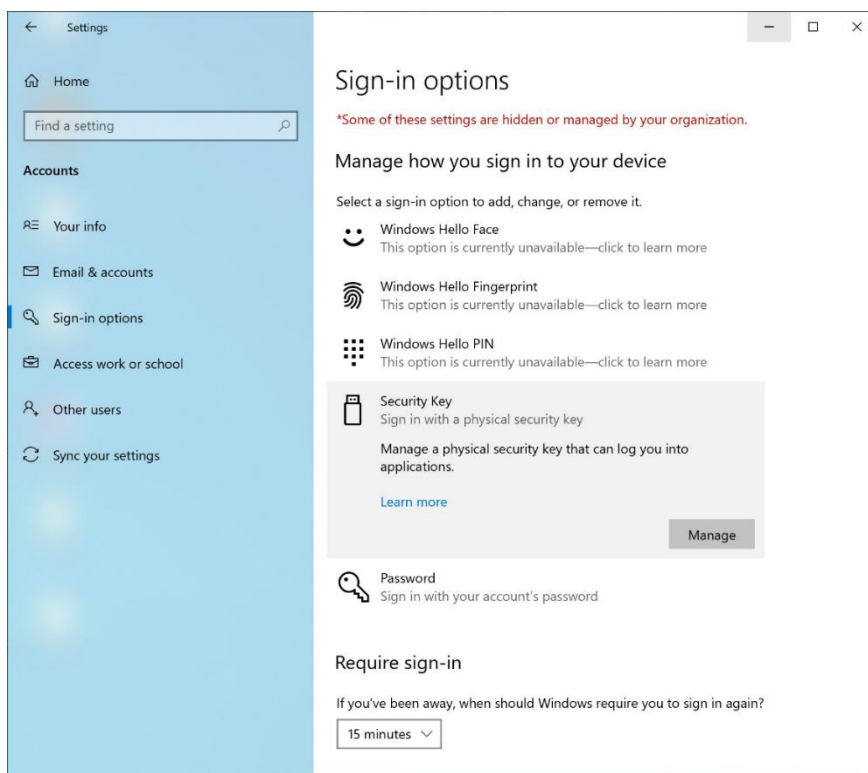 Settings
Home
Find a setting
Accounts
Your info
Email & accounts
Sign-in options
Access work or school
Other users
Sync your settings
Sign-in options
*Some of these settings are hidden or managed by your organization.
Manage how you sign in to your device
Select a sign-in option to add, change, or remove it.
Windows Hello Face
This option is currently unavailable—click to learn more
Windows Hello Fingerprint
This option is currently unavailable—click to learn more
Windows Hello PIN
This option is currently unavailable—click to learn more
Security Key
Sign in with a physical security key
Manage a physical security key that can log you into
applications.
Learn more
Manage
Password
Sign in with your account's password
Require sign-in
If you've been away, when should Windows require you to sign in again?
15 minutes